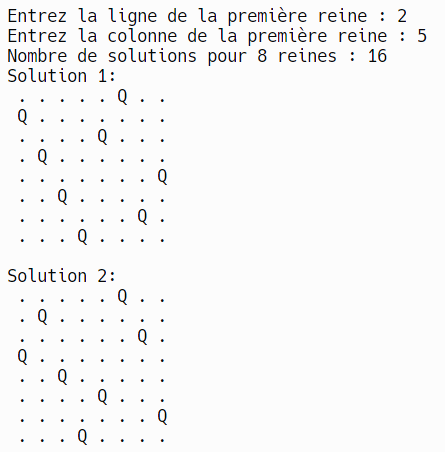 Entrez la ligne de la première reine : 2
Entrez la colonne de la première reine : 5
Nombre de solutions pour 8 reines : 16
Solution 1:
. . . . . Q . .
Q . . . . . . .
. . . . Q . . .
. Q . . . . . .
. . . . . . . Q
. . Q . . . . .
. . . . . . Q .
. . . Q . . . .
Solution 2:
. . . . . Q . .
. Q . . . . . .
. . . . . . Q .
Q . . . . . . .
. . Q . . . . .
. . . . Q . . .
. . . . . . . Q
. . . Q . . . .